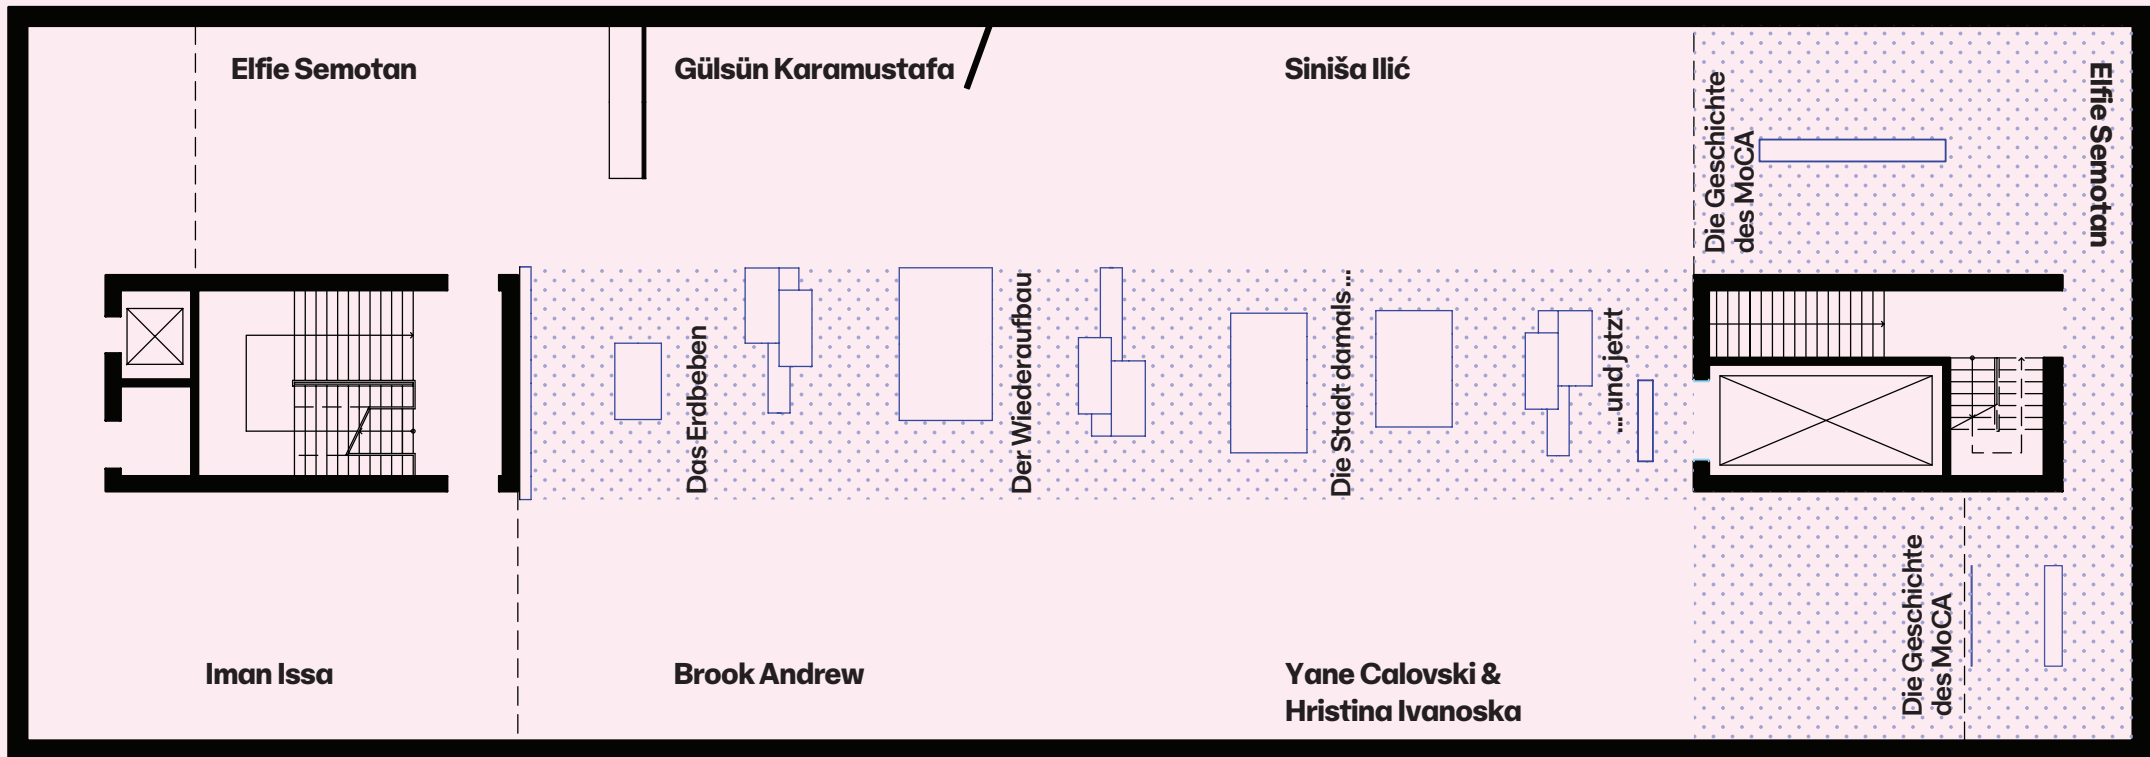 Elfie Semotan
Gülsün Karamustafa
Siniša Ilić
Die Geschichte
des MoCA
Elfie Semotan
Das Erdbeben
Der Wiederaufbau
Die Stadt damals ...
... und jetzt
Iman Issa
Brook Andrew
Yane Calovski &
Hristina Ivanoska
Die Geschichte
des MoCA